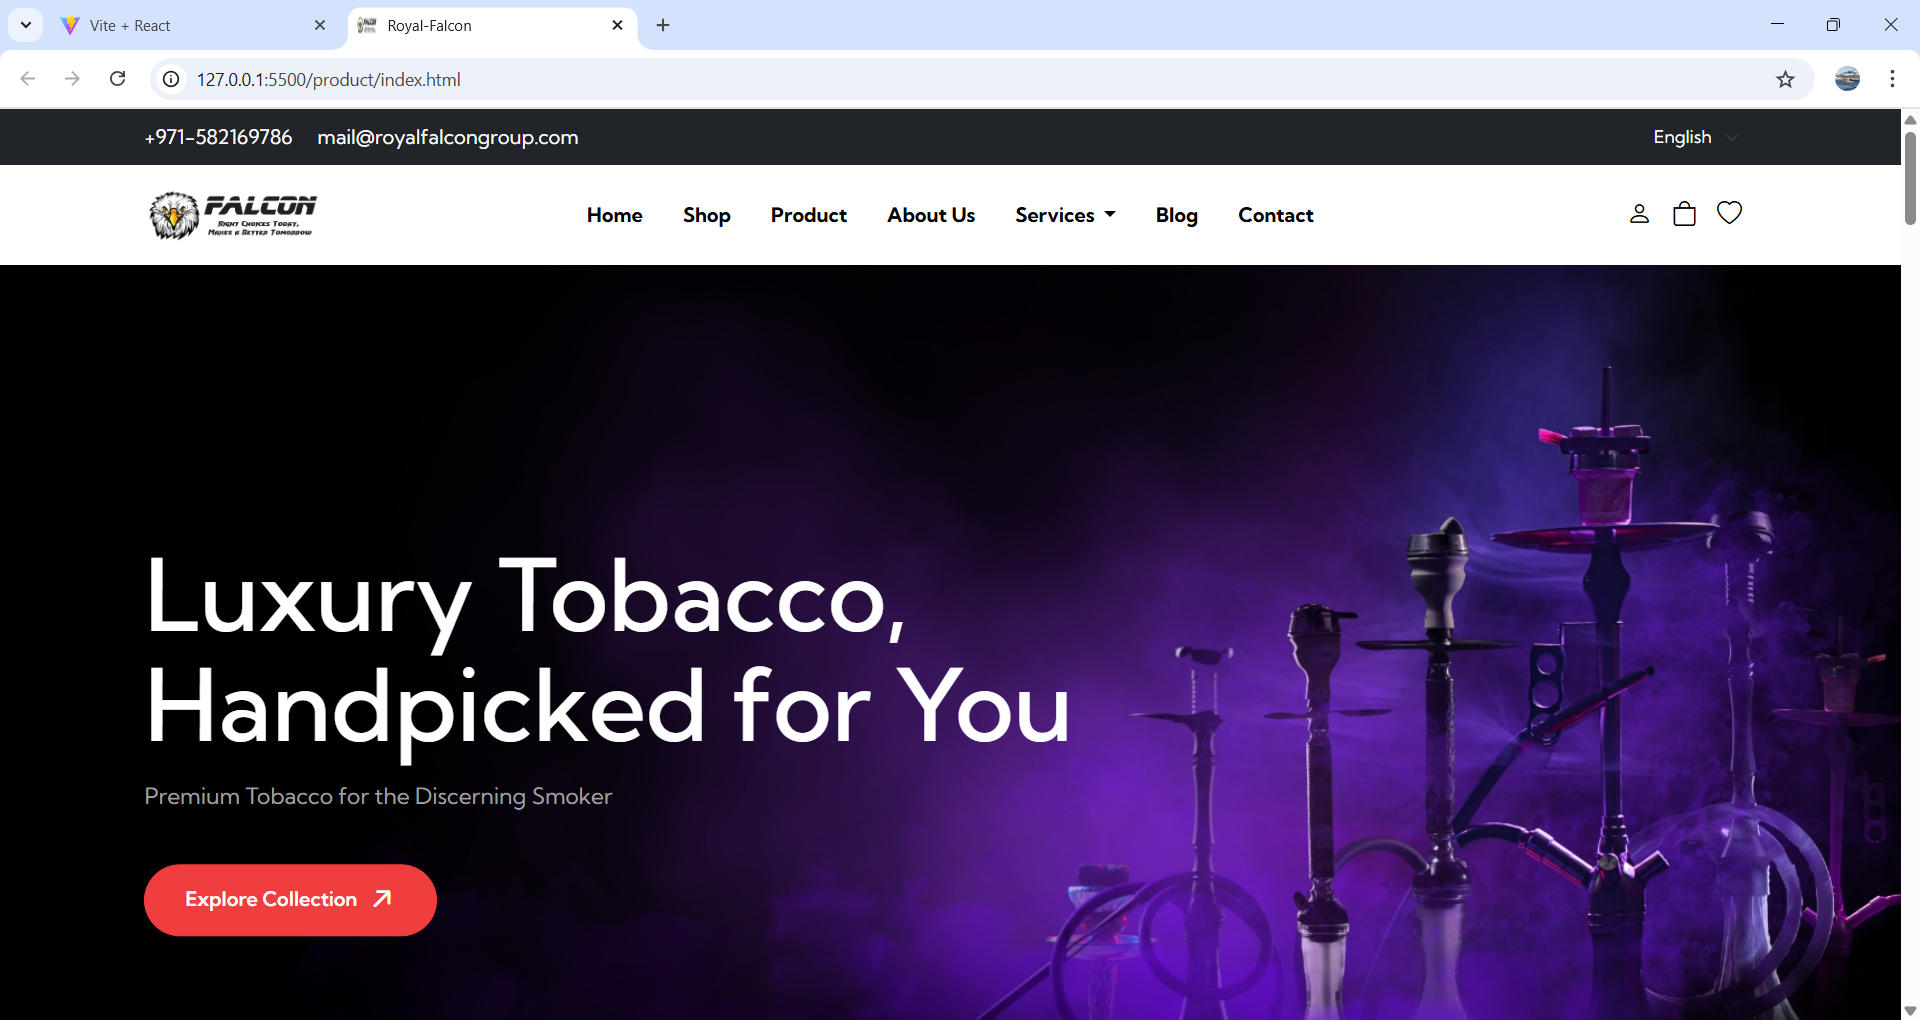 Vite + React
Royal-Falcon
127.0.0.1:5500/product/index.html
+971-582169786 mail@royalfalcongroup.com
English
FALCON
Right Choices Today,
Makes a Better Tomorrow
Home Shop Product About Us Services Blog Contact
Luxury Tobacco,
Handpicked for You
Premium Tobacco for the Discerning Smoker
Explore Collection